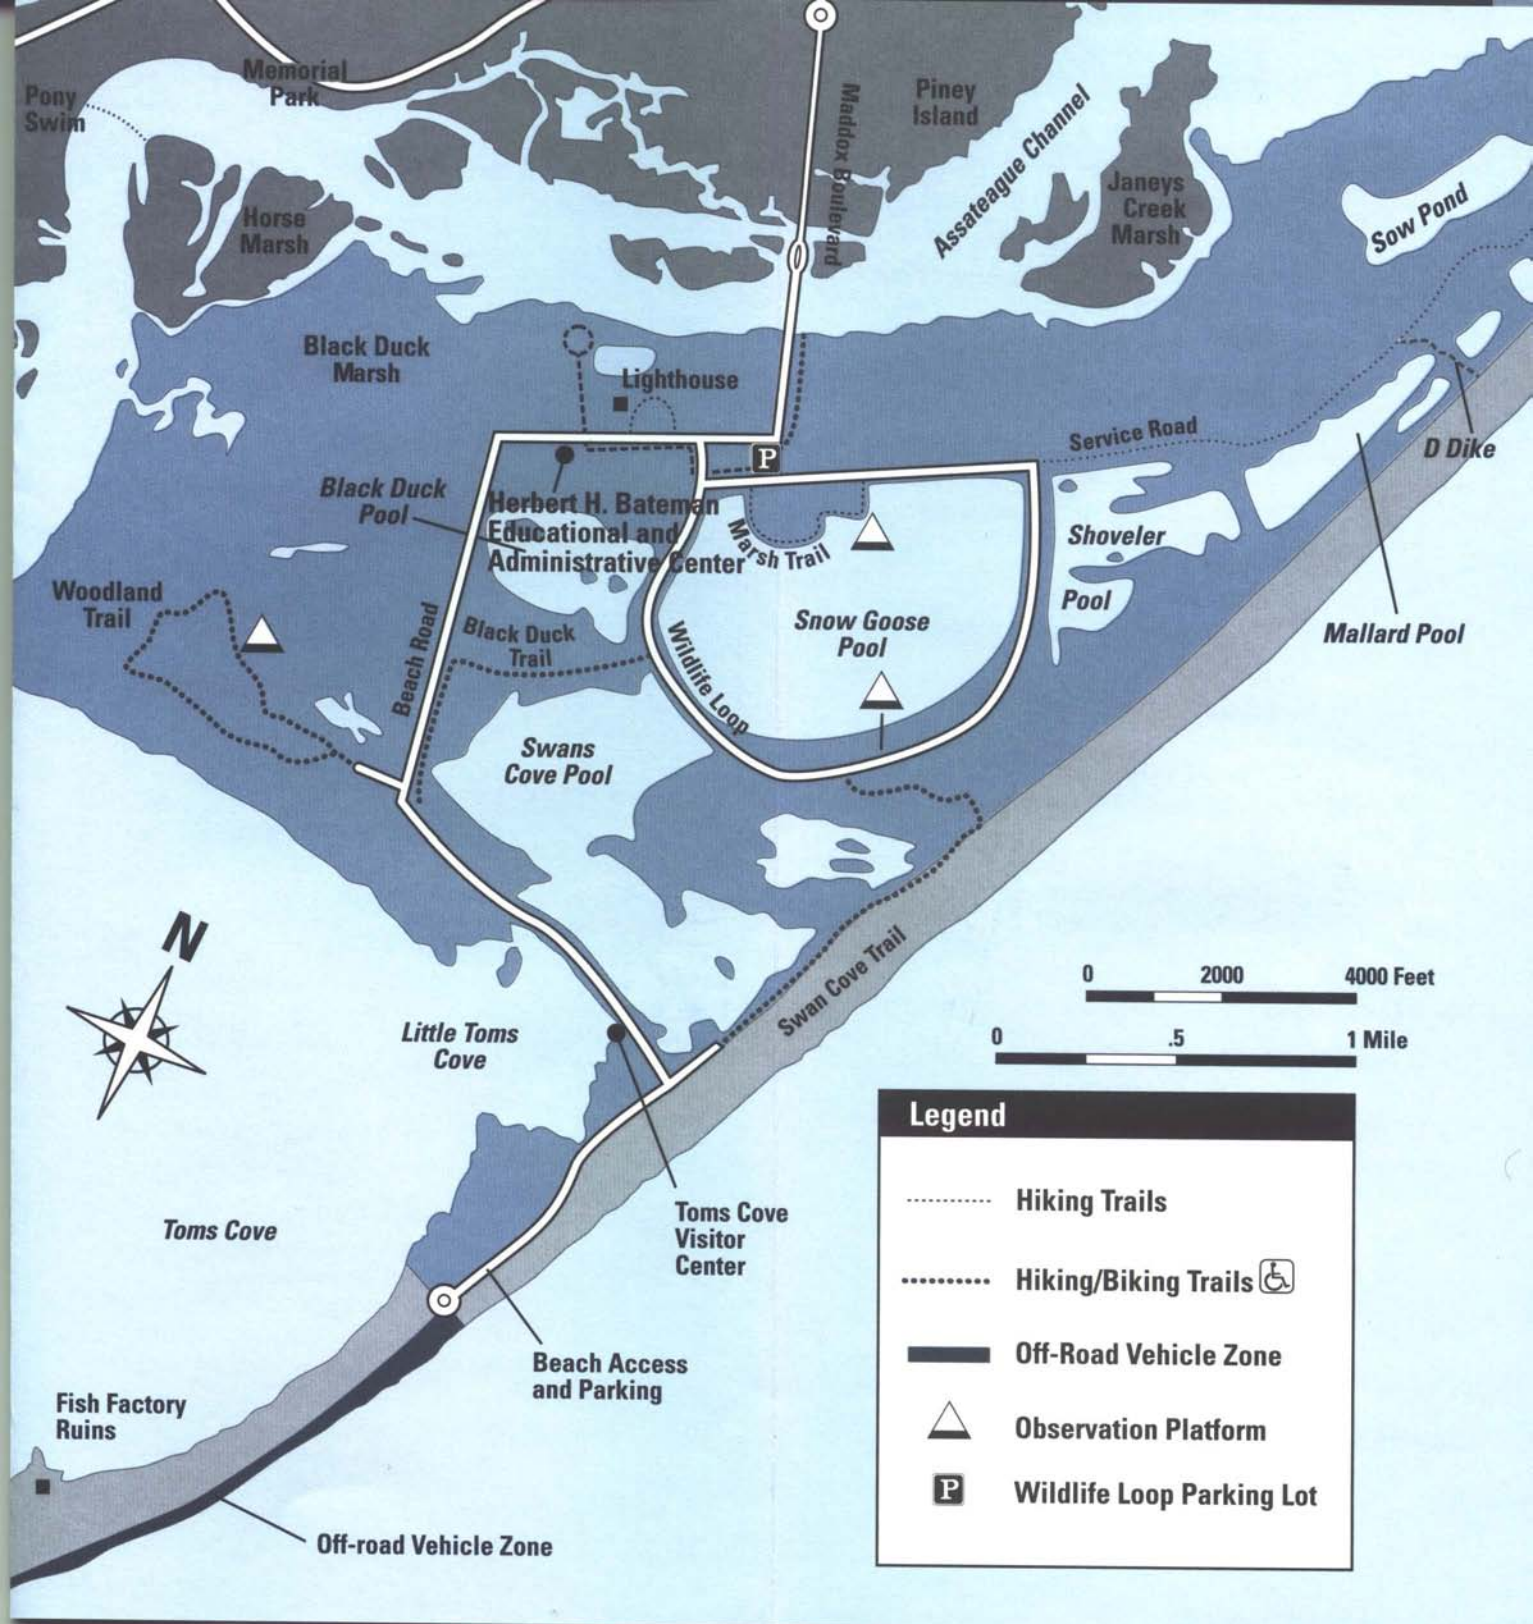 Memorial
Park
Pony
Swim
Maddox Boulevard
Piney
Island
Assateague Channel
Janeys
Creek
Marsh
Sow Pond
Horse
Marsh
Black Duck
Marsh
Lighthouse
Service Road
D Dike
P
Black Duck
Pool
Herbert H. Bateman
Educational and
Administrative Center
Marsh Trail
Shoveler
Pool
Mallard Pool
Woodland
Trail
Beach Road
Black Duck
Trail
Wildlife Loop
Snow Goose
Pool
Swans
Cove Pool
N
Little Toms
Cove
Swan Cove Trail
0 2000 4000 Feet
0 .5 1 Mile
Toms Cove
Toms Cove
Visitor
Center
Beach Access
and Parking
Fish Factory
Ruins
Off-road Vehicle Zone
Legend
Hiking Trails
Hiking/Biking Trails
Off-Road Vehicle Zone
Observation Platform
P Wildlife Loop Parking Lot